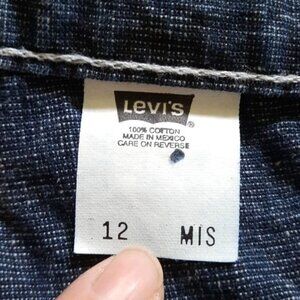 Levi's
100% COTTON
MADE IN MEXICO
CARE ON REVERSE
12 MIS